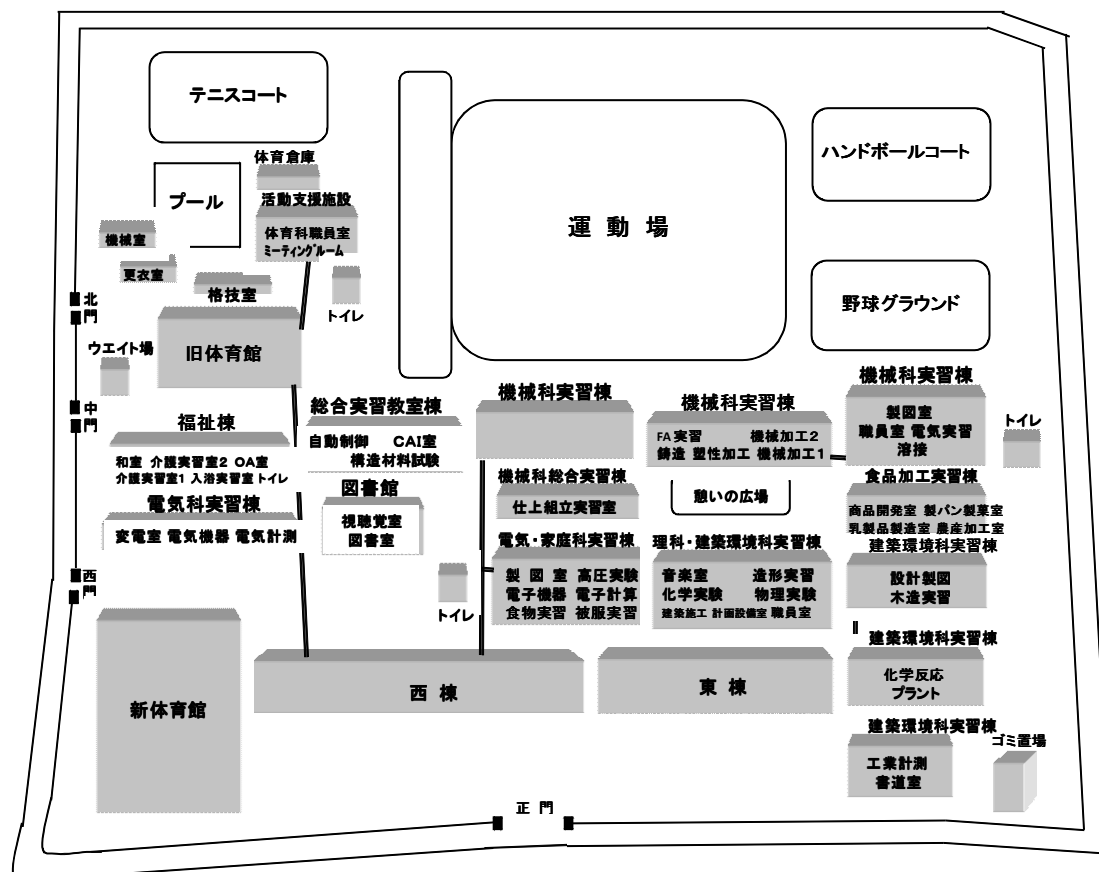 テニスコート
体育倉庫
プール
活動支援施設
体育科職員室
ミーティングルーム
機械室
更衣室
格技室
トイレ
北門
旧体育館
ウエイト場
中門
運動場
ハンドボールコート
野球グラウンド
福祉棟
和室 介護実習室2 OA室
介護実習室1 入浴実習室 トイレ
総合実習教室棟
自動制御 CAI室
構造材料試験
機械科実習棟
機械科実習棟
FA実習 機械加工2
鋳造 塑性加工 機械加工1
機械科実習棟
製図室
職員室 電気実習
溶接
トイレ
電気科実習棟
変電室 電気機器 電気計測
図書館
視聴覚室
図書室
機械科総合実習棟
仕上組立実習室
憩いの広場
食品加工実習棟
商品開発室 製パン製菓室
乳製品製造室 農産加工室
西門
トイレ
電気・家庭科実習棟
製図室 高圧実験
電子機器 電子計算
食物実習 被服実習
理科・建築環境科実習棟
音楽室 造形実習
化学実験 物理実験
建築施工 計画設備室 職員室
建築環境科実習棟
設計製図
木造実習
新体育館
西棟
東棟
建築環境科実習棟
化学反応
プラント
建築環境科実習棟
工業計測
書道室
ゴミ置場
正門